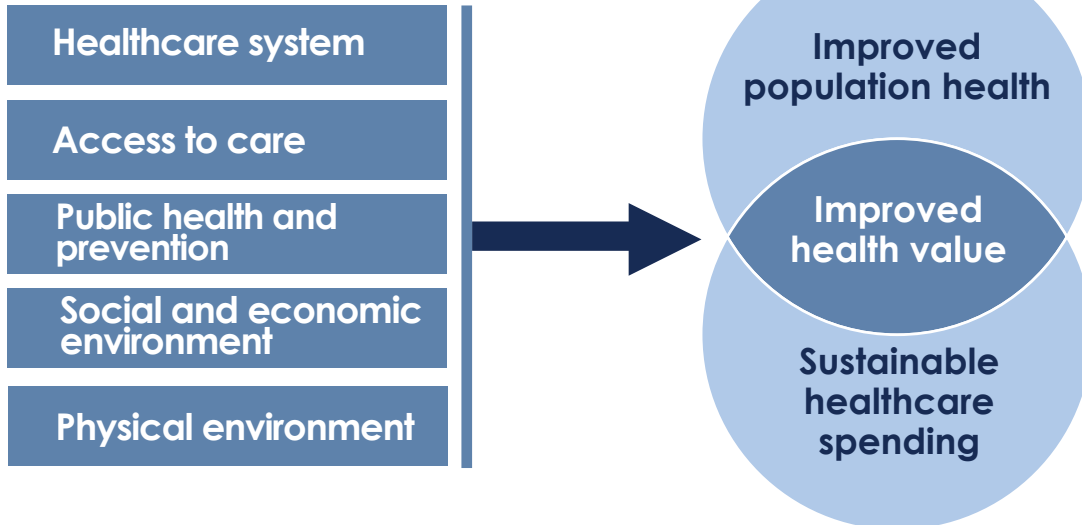 Healthcare system
Access to care
Public health and
prevention
Social and economic
environment
Physical environment
Improved
population health
Improved
health value
Sustainable
healthcare
spending